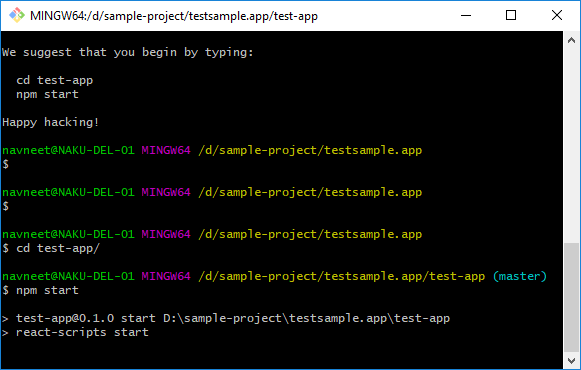 MINGW64:/d/sample-project/testsample.app/test-app
We suggest that you begin by typing:
cd test-app
npm start
Happy hacking!
navneet@NAKU-DEL-01 MINGW64 /d/sample-project/testsample.app
$
navneet@NAKU-DEL-01 MINGW64 /d/sample-project/testsample.app
$
navneet@NAKU-DEL-01 MINGW64 /d/sample-project/testsample.app
$ cd test-app/
navneet@NAKU-DEL-01 MINGW64 /d/sample-project/testsample.app/test-app (master)
$ npm start
> test-app@0.1.0 start D:\sample-project\testsample.app\test-app
> react-scripts start